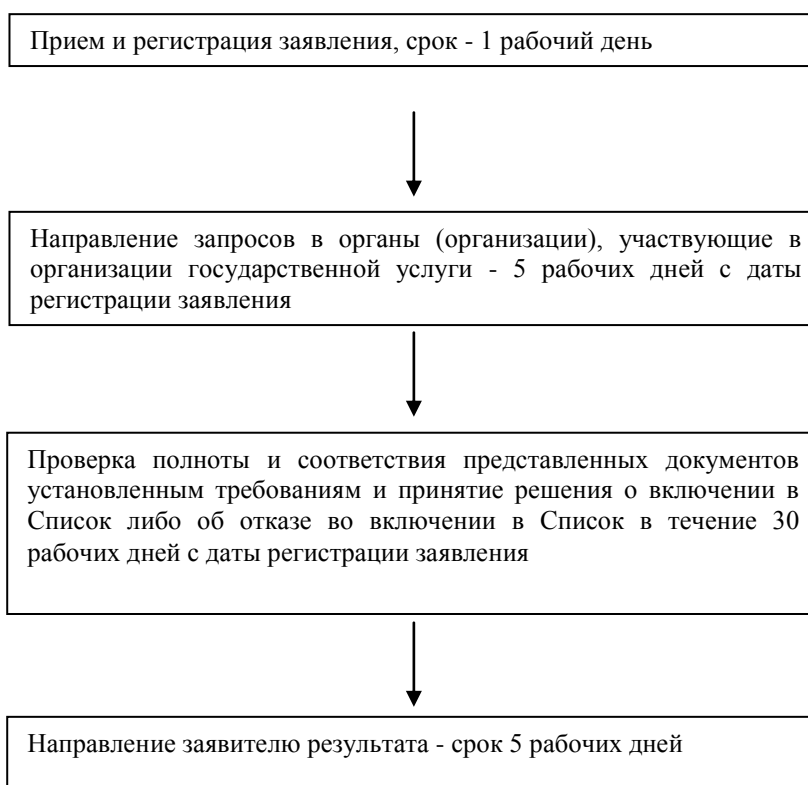 Прием и регистрация заявления, срок - 1 рабочий день
Направление запросов в органы (организации), участвующие в
организации государственной услуги - 5 рабочих дней с даты
регистрации заявления
Проверка полноты и соответствия представленных документов
установленным требованиям и принятие решения о включении в
Список либо об отказе во включении в Список в течение 30
рабочих дней с даты регистрации заявления
Направление заявителю результата - срок 5 рабочих дней